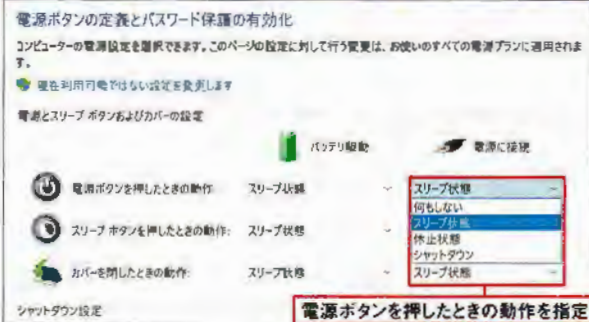 電源ボタンの定義とパスワード保護の有効化
コンピューターの電源設定を選択できます。このページの設定に対して行う変更は、お使いのすべての電源プランに適用されま
す。
現在利用可能ではない設定を変更します
電源とスリープ ボタンおよびカバーの設定
バッテリ駆動 電源に接続
電源ボタンを押したときの動作: スリープ状態 スリープ状態
何もしない
スリープ状態
スリープ ボタンを押したときの動作: スリープ状態 休止状態
シャットダウン
カバーを閉じたときの動作: スリープ状態 スリープ状態
シャットダウン設定
電源ボタンを押したときの動作を指定